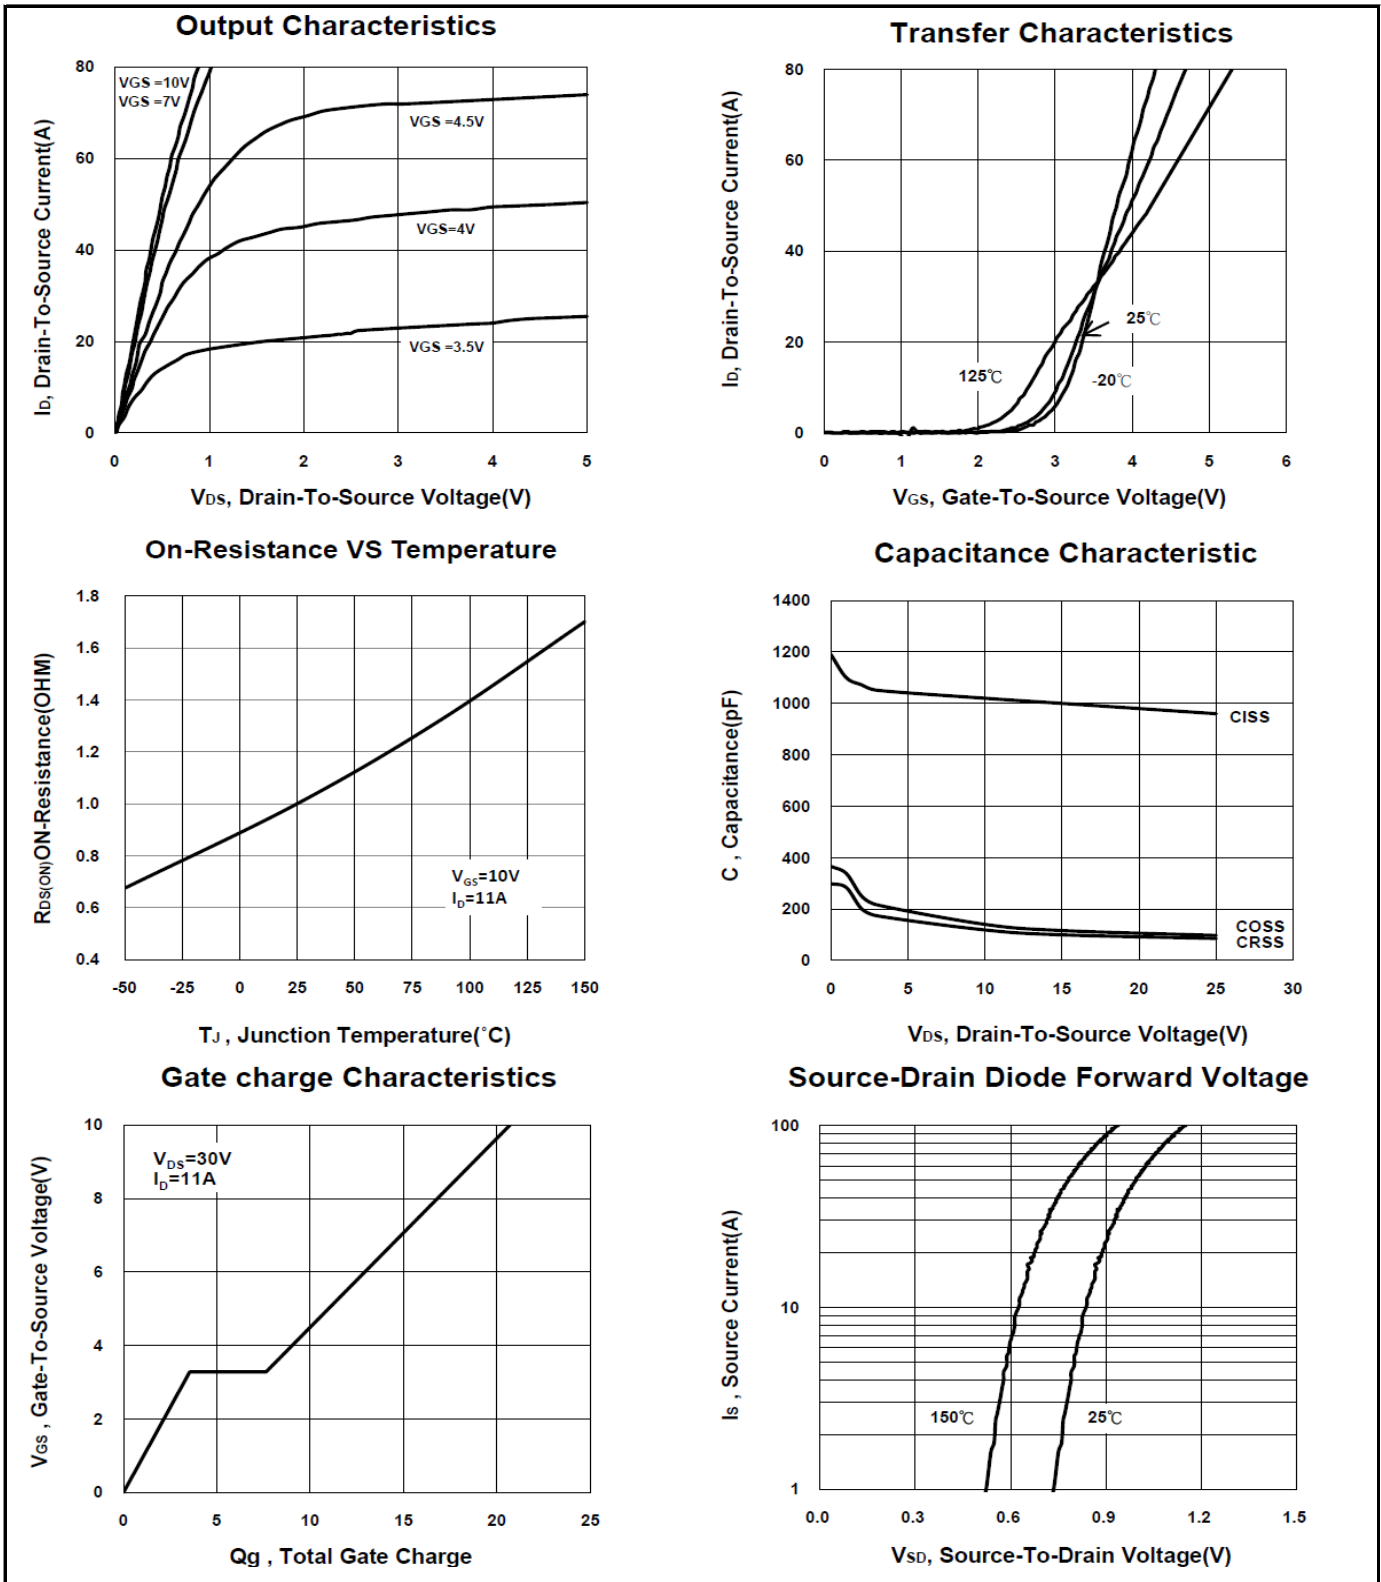 Output Characteristics
ID, Drain-To-Source Current(A)
80
60
40
20
0
VGS =10V
VGS =7V
VGS =4.5V
VGS=4V
VGS =3.5V
0 1 2 3 4 5
VDS, Drain-To-Source Voltage(V)
Transfer Characteristics
ID, Drain-To-Source Current(A)
80
60
40
20
0
25℃
125℃
-20℃
0 1 2 3 4 5 6
VGS, Gate-To-Source Voltage(V)
On-Resistance VS Temperature
RDS(ON)ON-Resistance(OHM)
1.8
1.6
1.4
1.2
1.0
0.8
0.6
0.4
VGS=10V
ID=11A
-50 -25 0 25 50 75 100 125 150
TJ , Junction Temperature(˚C)
Capacitance Characteristic
C , Capacitance(pF)
1400
1200
1000
800
600
400
200
0
CISS
COSS
CRSS
0 5 10 15 20 25 30
VDS, Drain-To-Source Voltage(V)
Gate charge Characteristics
VGS , Gate-To-Source Voltage(V)
10
8
6
4
2
0
VDS=30V
ID=11A
0 5 10 15 20 25
Qg , Total Gate Charge
Source-Drain Diode Forward Voltage
IS , Source Current(A)
100
10
1
150℃
25℃
0.0 0.3 0.6 0.9 1.2 1.5
VSD, Source-To-Drain Voltage(V)